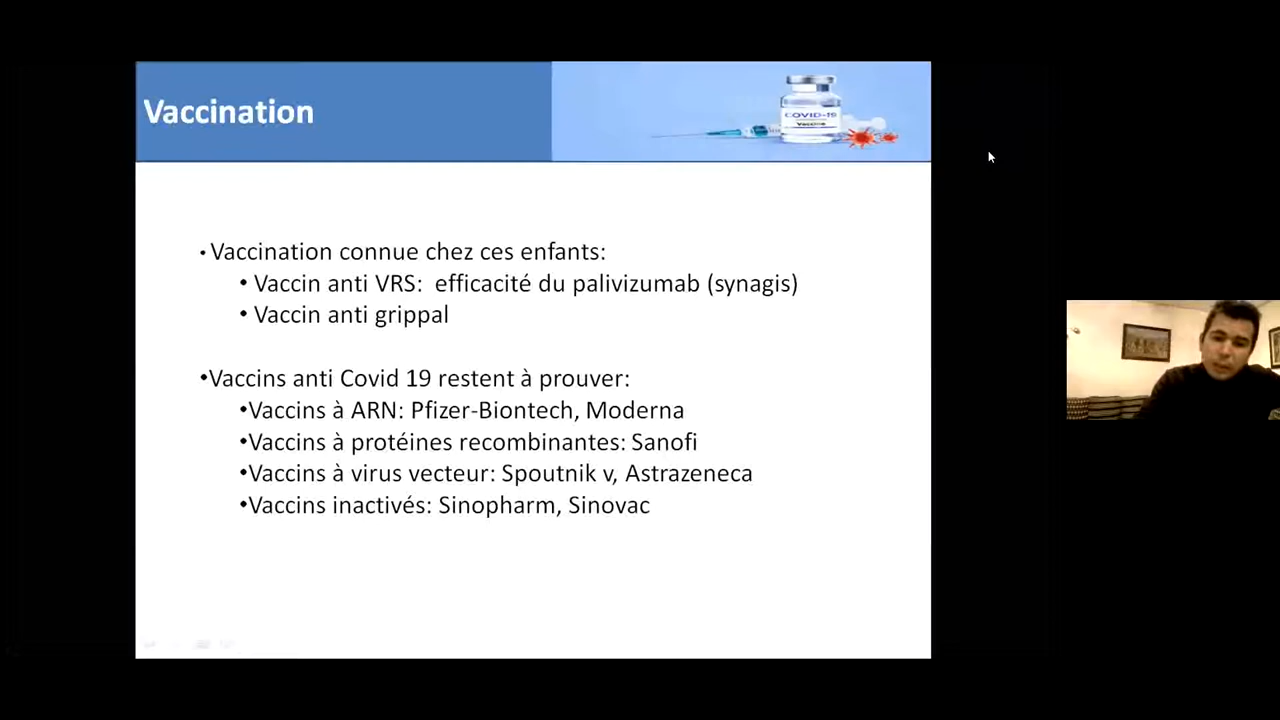 Vaccination
COVID-19
Vaccine
• Vaccination connue chez ces enfants:
• Vaccin anti VRS: efficacité du palivizumab (synagis)
• Vaccin anti grippal
•Vaccins anti Covid 19 restent à prouver:
•Vaccins à ARN: Pfizer-Biontech, Moderna
•Vaccins à protéines recombinantes: Sanofi
•Vaccins à virus vecteur: Spoutnik v, Astrazeneca
•Vaccins inactivés: Sinopharm, Sinovac